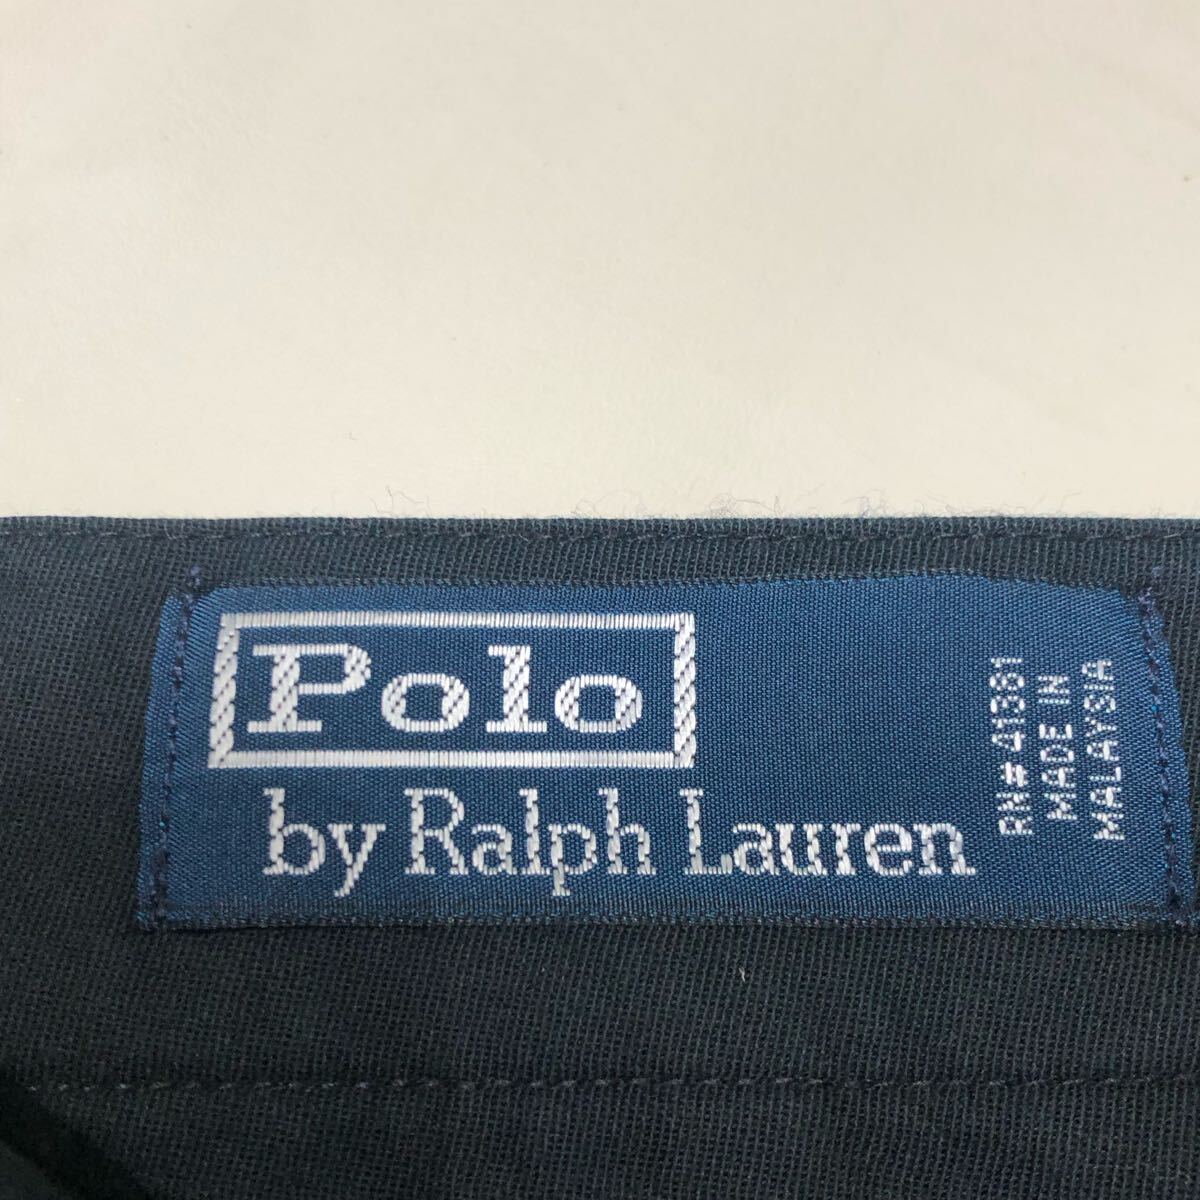 Polo
by Ralph Lauren
RN# 41381
MADE IN
MALAYSIA